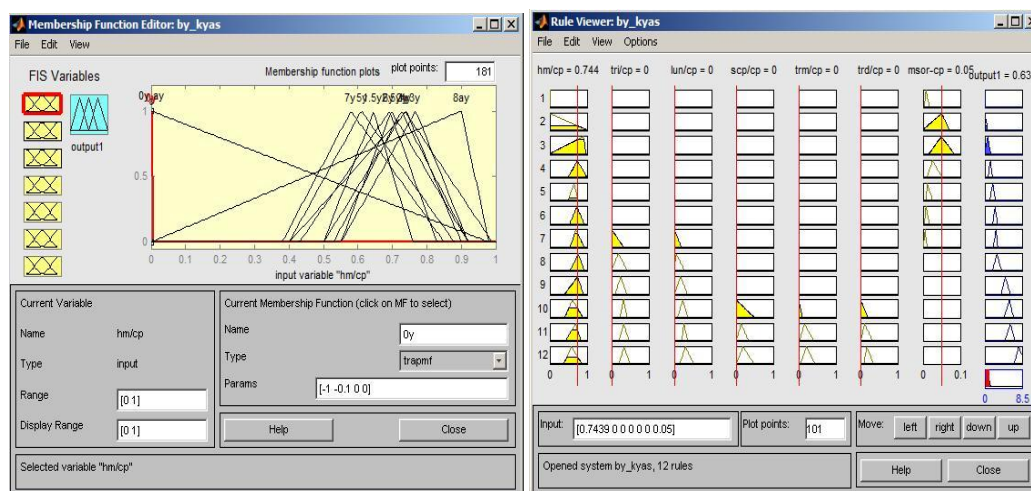 Membership Function Editor: by_kyas
File Edit View
FIS Variables
output1
Membership function plots
plot points:
181
8ay
1
0.5
0
0 0.1 0.2 0.3 0.4 0.5 0.6 0.7 0.8 0.9 1
input variable "hm/cp"
Current Variable
Name hm/cp
Type input
Range [0 1]
Display Range [0 1]
Current Membership Function (click on MF to select)
Name 0y
Type trapmf
Params [-1 -0.1 0 0]
Help Close
Selected variable "hm/cp"
Rule Viewer: by_kyas
File Edit View Options
hm/cp = 0.744 tri/cp = 0 lun/cp = 0 scp/cp = 0 trm/cp = 0 trd/cp = 0 msor-cp = 0.05 output1 = 0.63
1
2
3
4
5
6
7
8
9
10
11
12
0 1 0 1 0 1 0 1 0 1 0 1 0 0.1
0 8.5
Input: [0.7439 0 0 0 0 0 0.05]
Plot points: 101
Move: left right down up
Opened system by_kyas, 12 rules
Help Close